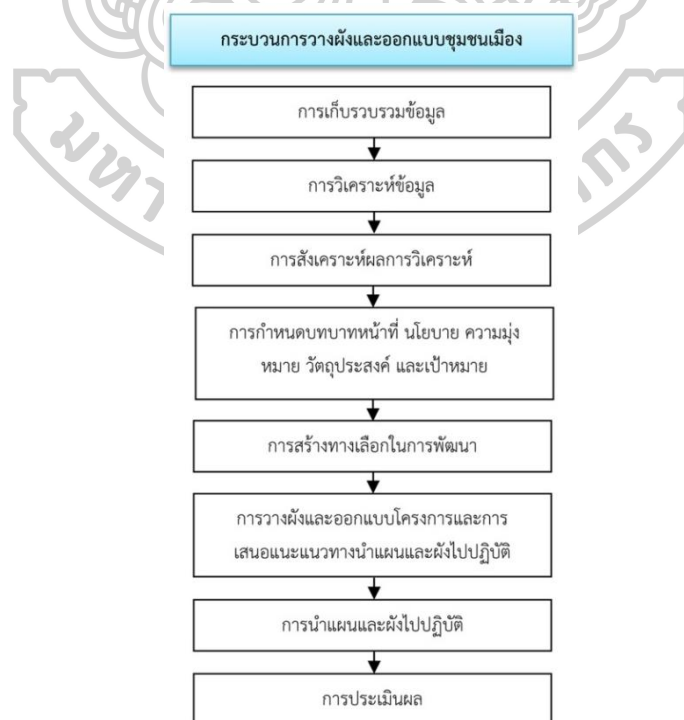 กระบวนการวางผังและออกแบบชุมชนเมือง
การเก็บรวบรวมข้อมูล
การวิเคราะห์ข้อมูล
การสังเคราะห์ผลการวิเคราะห์
การกำหนดบทบาทหน้าที่ นโยบาย ความมุ่ง
หมาย วัตถุประสงค์ และเป้าหมาย
การสร้างทางเลือกในการพัฒนา
การวางผังและออกแบบโครงการและการ
เสนอแนะแนวทางนำแผนและผังไปปฏิบัติ
การนำแผนและผังไปปฏิบัติ
การประเมินผล